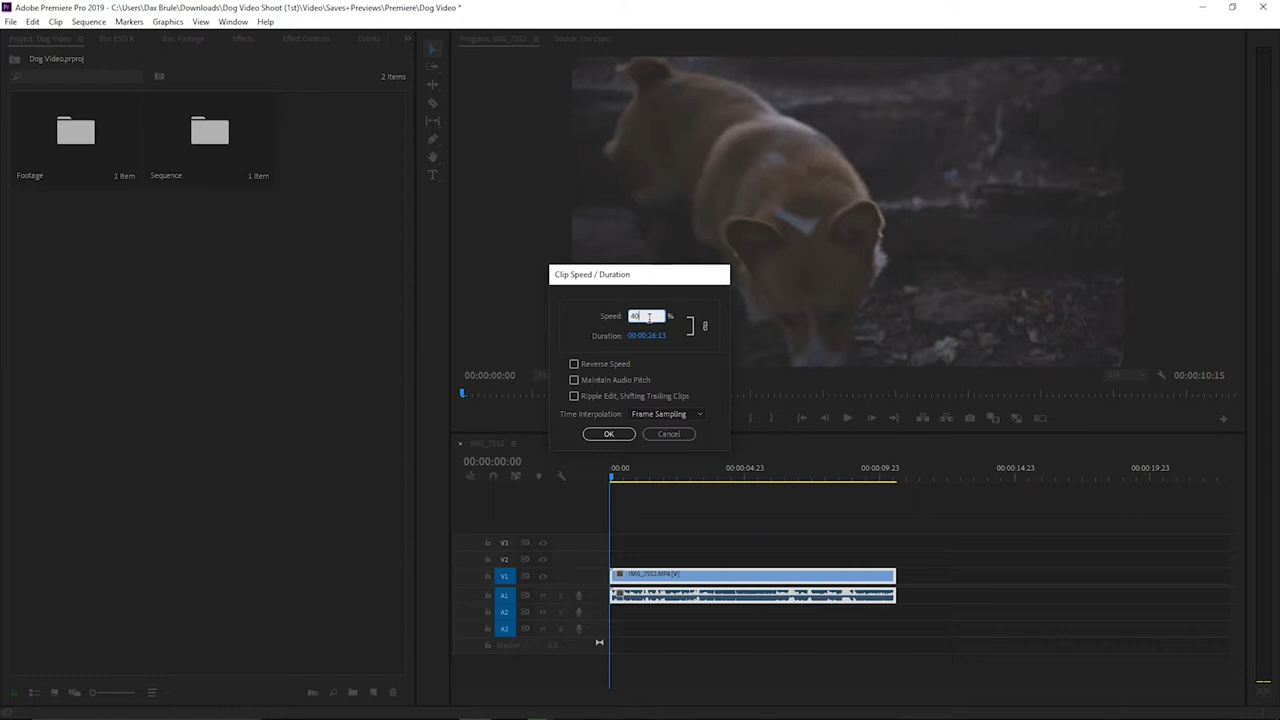 Adobe Premiere Pro 2019 - C:\Users\Dax Brule\Downloads\Dog Video Shoot (1st)\Video\Saves+Previews\Premiere\Dog Video *
File Edit Clip Sequence Markers Graphics View Window Help
Project: Dog Video
Effects
Effect Controls
Events
Program: IMG_7552
Source: (no clips)
Dog Video.prproj
2 Items
Footage 1 Item
Sequence 1 Item
Clip Speed / Duration
Speed: 40 %
Duration: 00:00:26:13
Reverse Speed
Maintain Audio Pitch
Ripple Edit, Shifting Trailing Clips
Time Interpolation: Frame Sampling
OK Cancel
00:00:00:00
1/4
00:00:10:15
IMG_7552
00:00:00:00
:00:00 00:00:04:23 00:00:09:23 00:00:14:23 00:00:19:23
V3
V2
V1 IMG_7552.MP4 [V]
A1 M S
A2 M S
A3 M S
Master 0.0